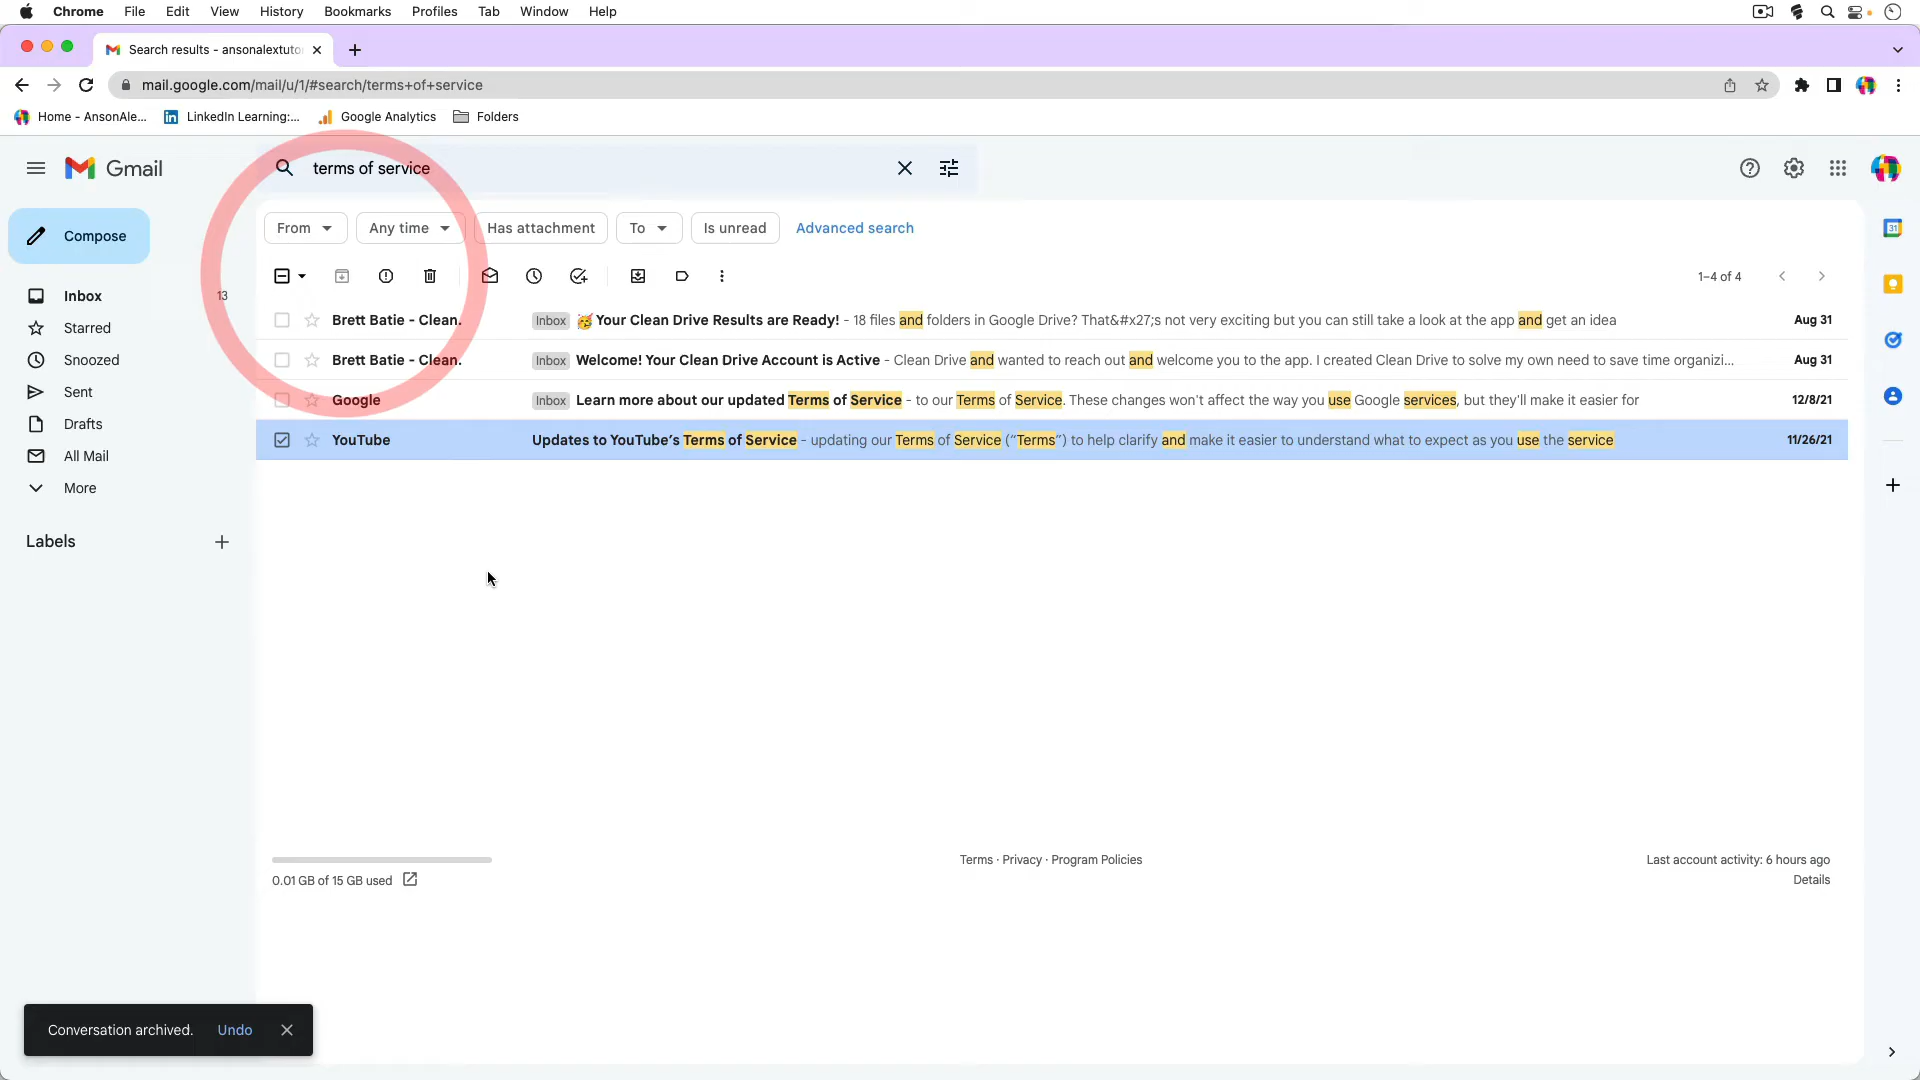 Chrome File Edit View History Bookmarks Profiles Tab Window Help
Search results - ansonalextuto
mail.google.com/mail/u/1/#search/terms+of+service
Home - AnsonAle... LinkedIn Learning:... Google Analytics Folders
Gmail
terms of service
Compose
From Any time Has attachment To Is unread Advanced search
1–4 of 4
Inbox 13
Starred
Snoozed
Sent
Drafts
All Mail
More
Labels
Brett Batie - Clean. Inbox 🥳 Your Clean Drive Results are Ready! - 18 files and folders in Google Drive? That&#x27;s not very exciting but you can still take a look at the app and get an idea Aug 31
Brett Batie - Clean. Inbox Welcome! Your Clean Drive Account is Active - Clean Drive and wanted to reach out and welcome you to the app. I created Clean Drive to solve my own need to save time organizi... Aug 31
Google Inbox Learn more about our updated Terms of Service - to our Terms of Service. These changes won't affect the way you use Google services, but they'll make it easier for 12/8/21
YouTube Updates to YouTube’s Terms of Service - updating our Terms of Service (“Terms”) to help clarify and make it easier to understand what to expect as you use the service 11/26/21
31
0.01 GB of 15 GB used
Terms · Privacy · Program Policies
Last account activity: 6 hours ago
Details
Conversation archived. Undo